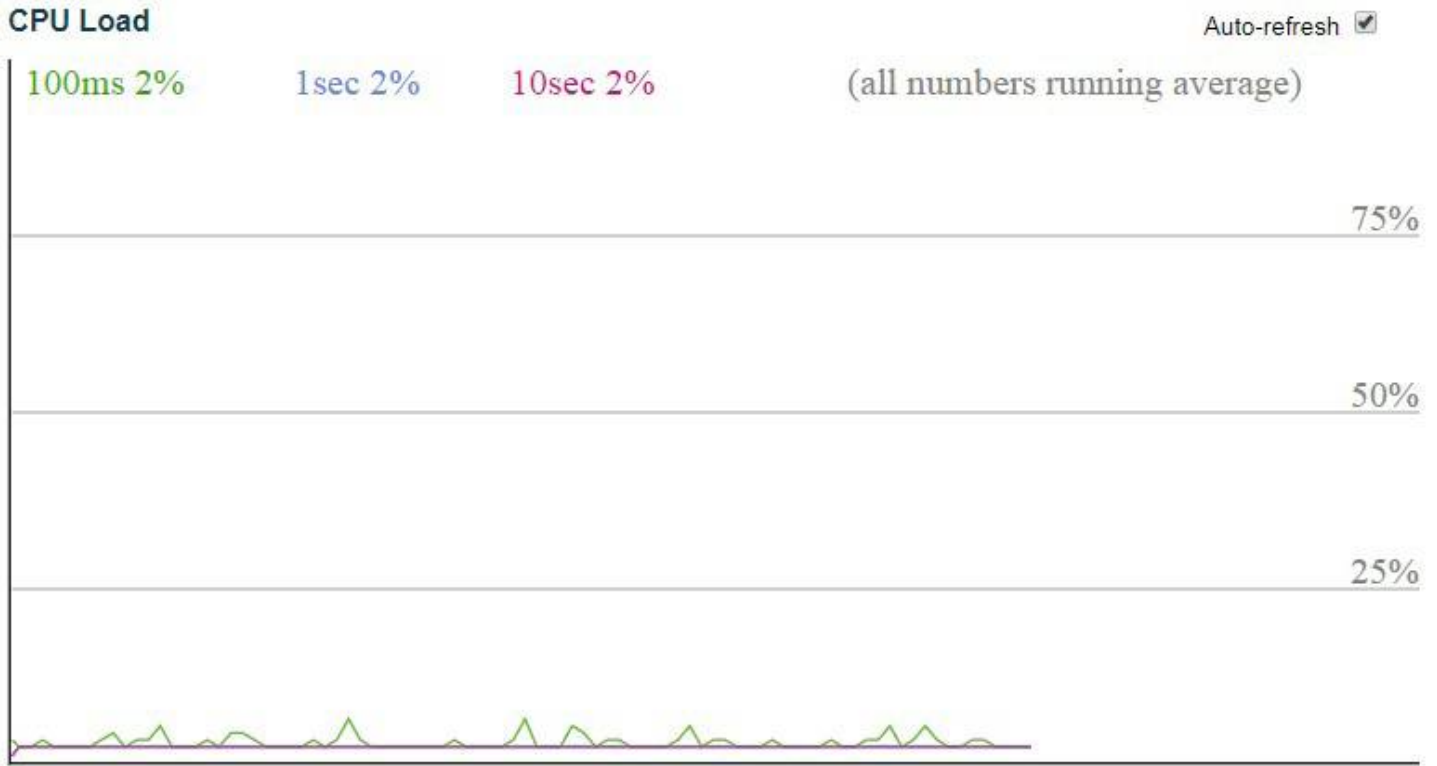 CPU Load
Auto-refresh
100ms 2% 1sec 2% 10sec 2% (all numbers running average)
75%
50%
25%